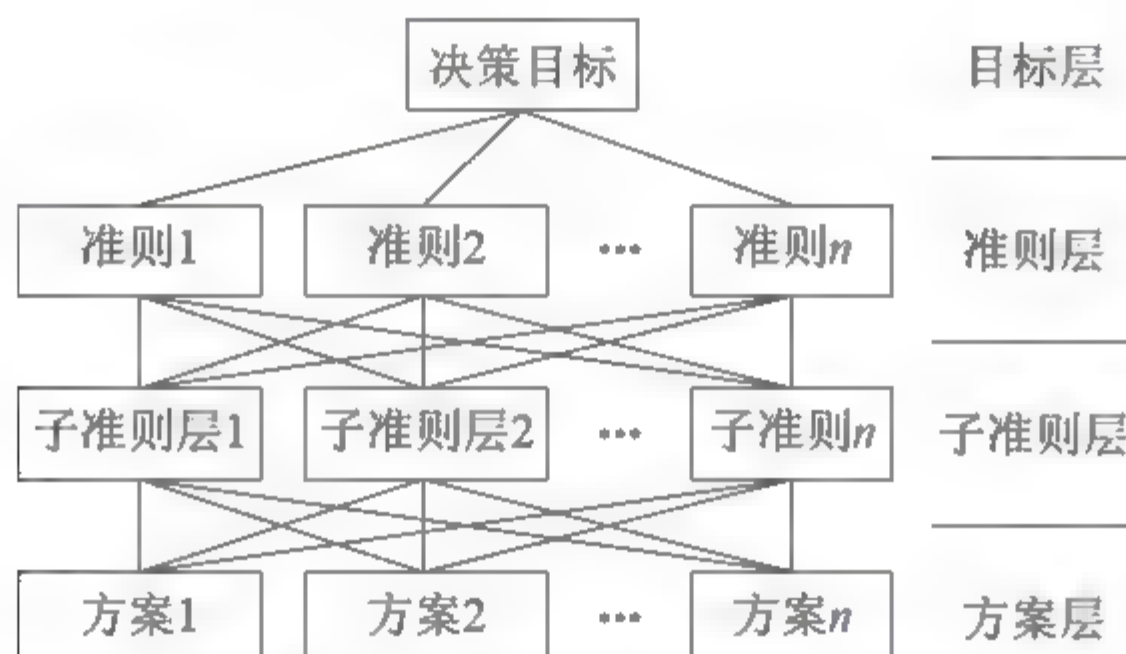 决策目标 目标层
准则1 准则2 … 准则n 准则层
子准则层1 子准则层2 … 子准则n 子准则层
方案1 方案2 … 方案n 方案层